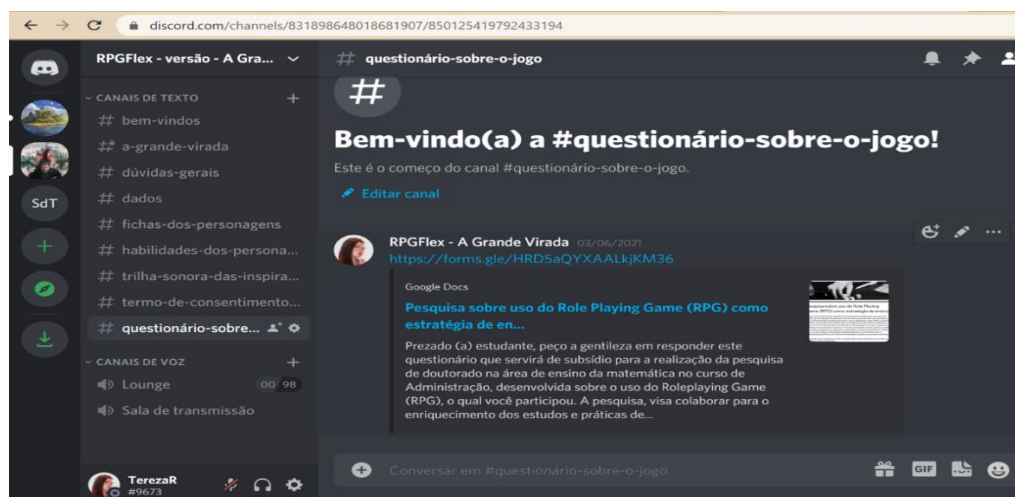 discord.com/channels/831898648018681907/850125419792433194
RPGFlex - versão - A Gra...
CANAIS DE TEXTO
bem-vindos
a-grande-virada
dúvidas-gerais
dados
fichas-dos-personagens
habilidades-dos-persona...
trilha-sonora-das-inspira...
termo-de-consentimento...
questionário-sobre...
CANAIS DE VOZ
Lounge 00 98
Sala de transmissão
SdT
TerezaR
#9673
# questionário-sobre-o-jogo
#
Bem-vindo(a) a #questionário-sobre-o-jogo!
Este é o começo do canal #questionário-sobre-o-jogo.
Editar canal
RPGFlex - A Grande Virada 03/06/2021
https://forms.gle/HRD5aQYXAALkjKM36
Google Docs
Pesquisa sobre uso do Role Playing Game (RPG) como
estratégia de en...
Prezado (a) estudante, peço a gentileza em responder este
questionário que servirá de subsídio para a realização da pesquisa
de doutorado na área de ensino da matemática no curso de
Administração, desenvolvida sobre o uso do Roleplaying Game
(RPG), o qual você participou. A pesquisa, visa colaborar para o
enriquecimento dos estudos e práticas de...
Conversar em #questionário-sobre-o-jogo
GIF